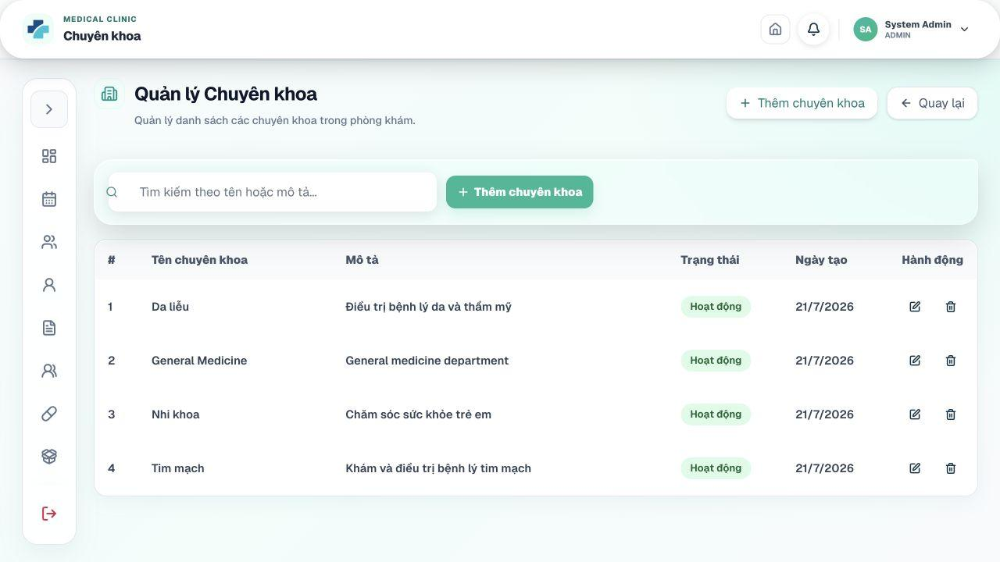 MEDICAL CLINIC
Chuyên khoa
SA
System Admin
ADMIN
Quản lý Chuyên khoa
Quản lý danh sách các chuyên khoa trong phòng khám.
Thêm chuyên khoa
Quay lại
Tìm kiếm theo tên hoặc mô tả...
Thêm chuyên khoa
# Tên chuyên khoa Mô tả Trạng thái Ngày tạo Hành động
1 Da liễu Điều trị bệnh lý da và thẩm mỹ Hoạt động 21/7/2026
2 General Medicine General medicine department Hoạt động 21/7/2026
3 Nhi khoa Chăm sóc sức khỏe trẻ em Hoạt động 21/7/2026
4 Tim mạch Khám và điều trị bệnh lý tim mạch Hoạt động 21/7/2026